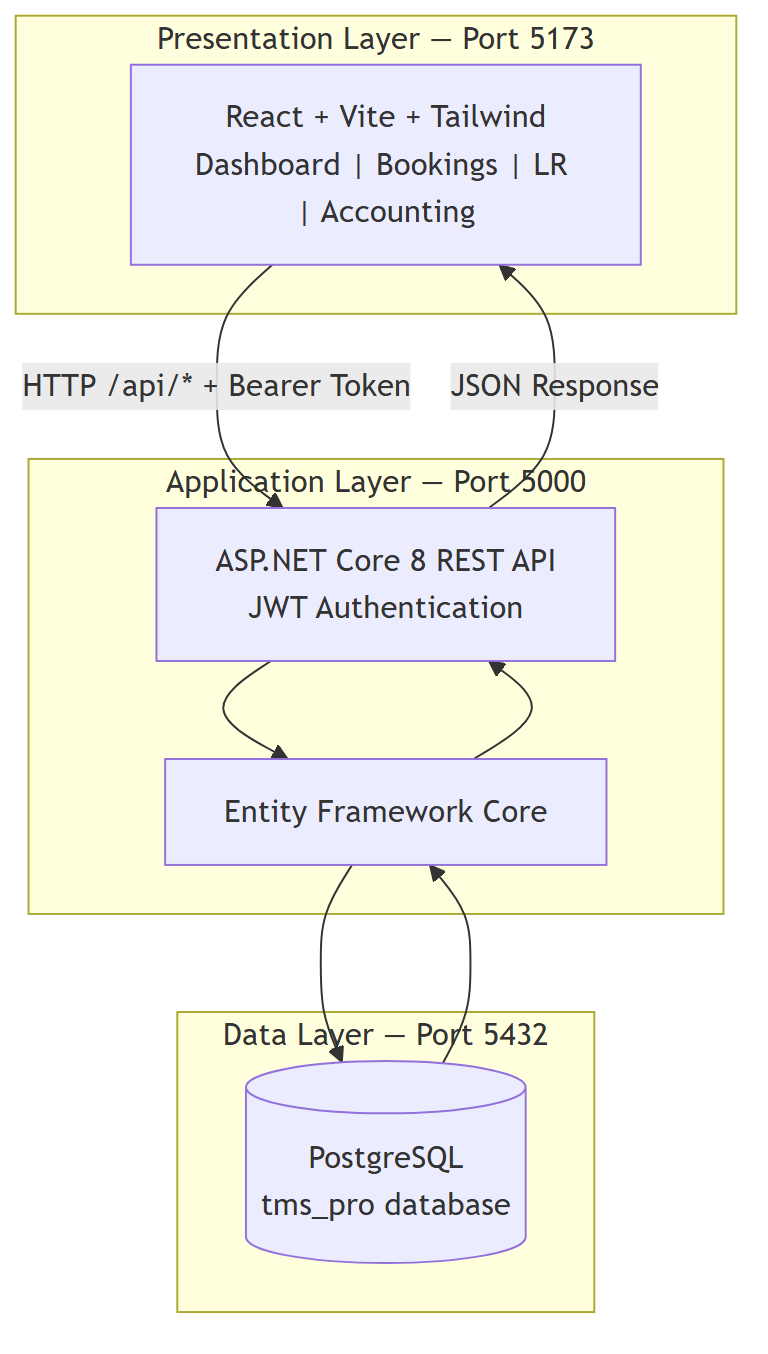 Presentation Layer — Port 5173
React + Vite + Tailwind
Dashboard | Bookings | LR
| Accounting
HTTP /api/* + Bearer Token
JSON Response
Application Layer — Port 5000
ASP.NET Core 8 REST API
JWT Authentication
Entity Framework Core
Data Layer — Port 5432
PostgreSQL
tms_pro database